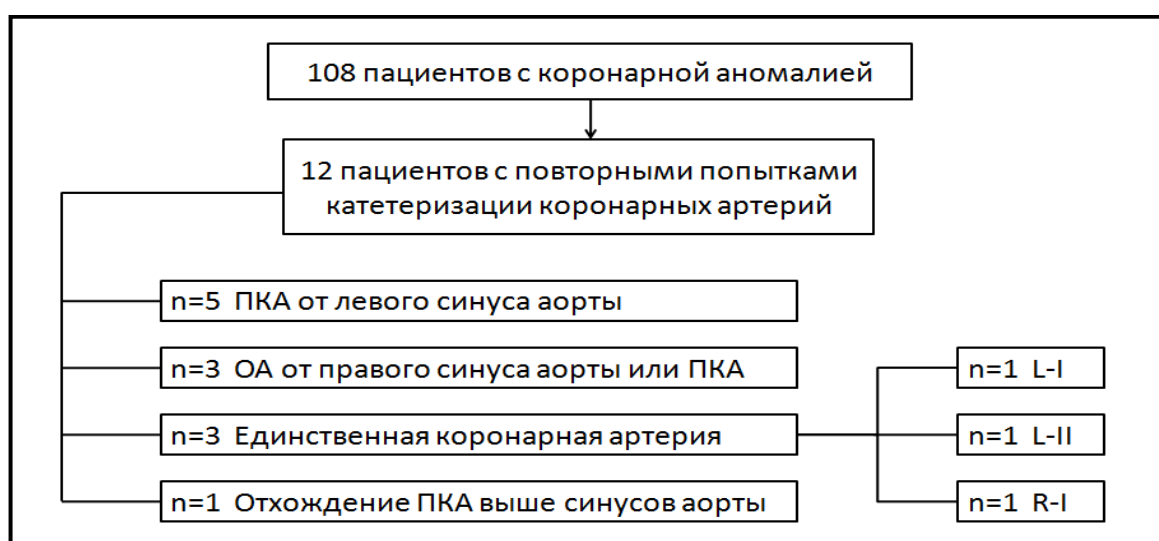 108 пациентов с коронарной аномалией
12 пациентов с повторными попытками
катетеризации коронарных артерий
n=5 ПКА от левого синуса аорты
n=3 ОА от правого синуса аорты или ПКА
n=1 L-I
n=3 Единственная коронарная артерия
n=1 L-II
n=1 Отхождение ПКА выше синусов аорты
n=1 R-I